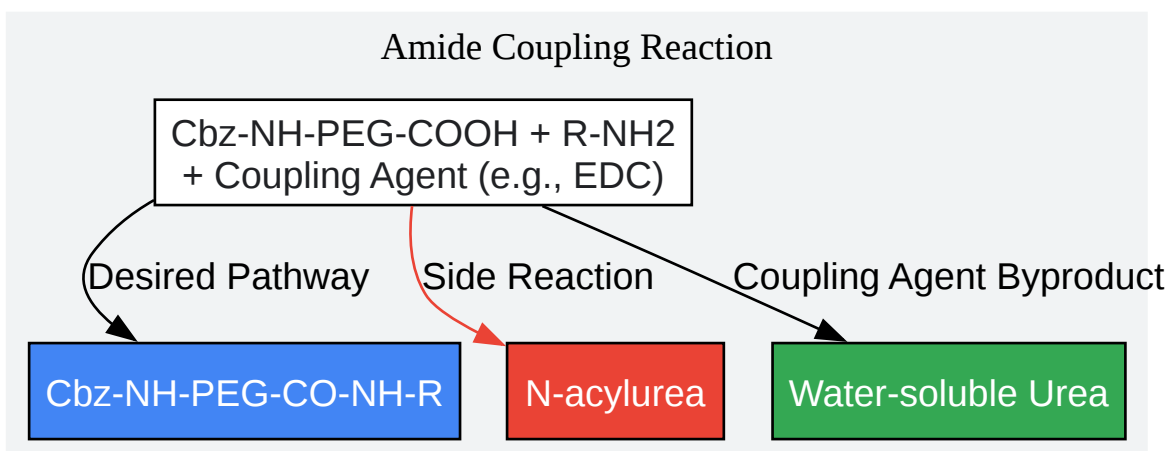 Amide Coupling Reaction
Cbz-NH-PEG-COOH + R-NH2
+ Coupling Agent (e.g., EDC)
Desired Pathway
Side Reaction
Coupling Agent Byproduct
Cbz-NH-PEG-CO-NH-R
N-acylurea
Water-soluble Urea